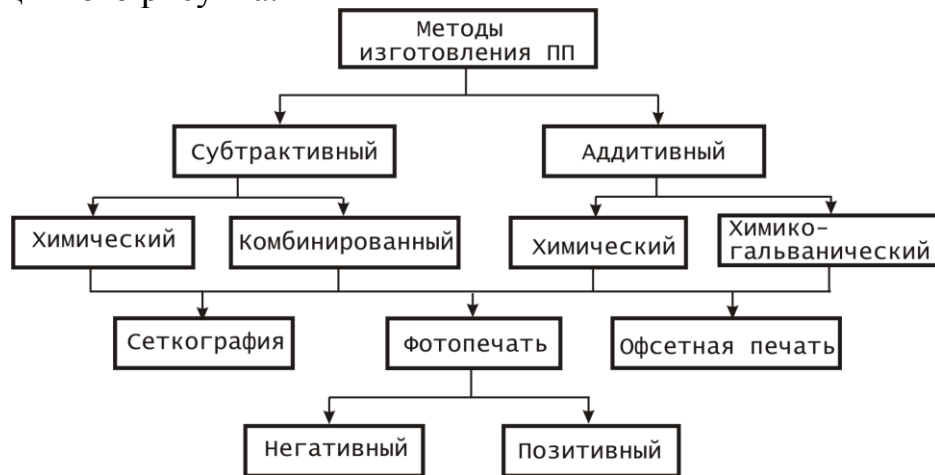 Методы
изготовления ПП
Субтрактивный
Аддитивный
Химический
Комбинированный
Химический
Химико-
гальванический
Сеткография
Фотопечать
Офсетная печать
Негативный
Позитивный